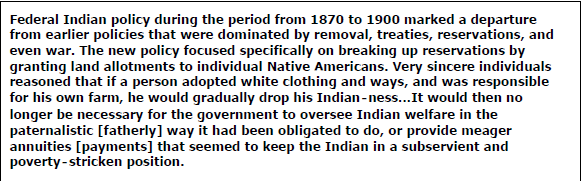 Federal Indian policy during the period from 1870 to 1900 marked a departure
from earlier policies that were dominated by removal, treaties, reservations, and
even war. The new policy focused specifically on breaking up reservations by
granting land allotments to individual Native Americans. Very sincere individuals
reasoned that if a person adopted white clothing and ways, and was responsible
for his own farm, he would gradually drop his Indian-ness...It would then no
longer be necessary for the government to oversee Indian welfare in the
paternalistic [fatherly] way it had been obligated to do, or provide meager
annuities [payments] that seemed to keep the Indian in a subservient and
poverty-stricken position.